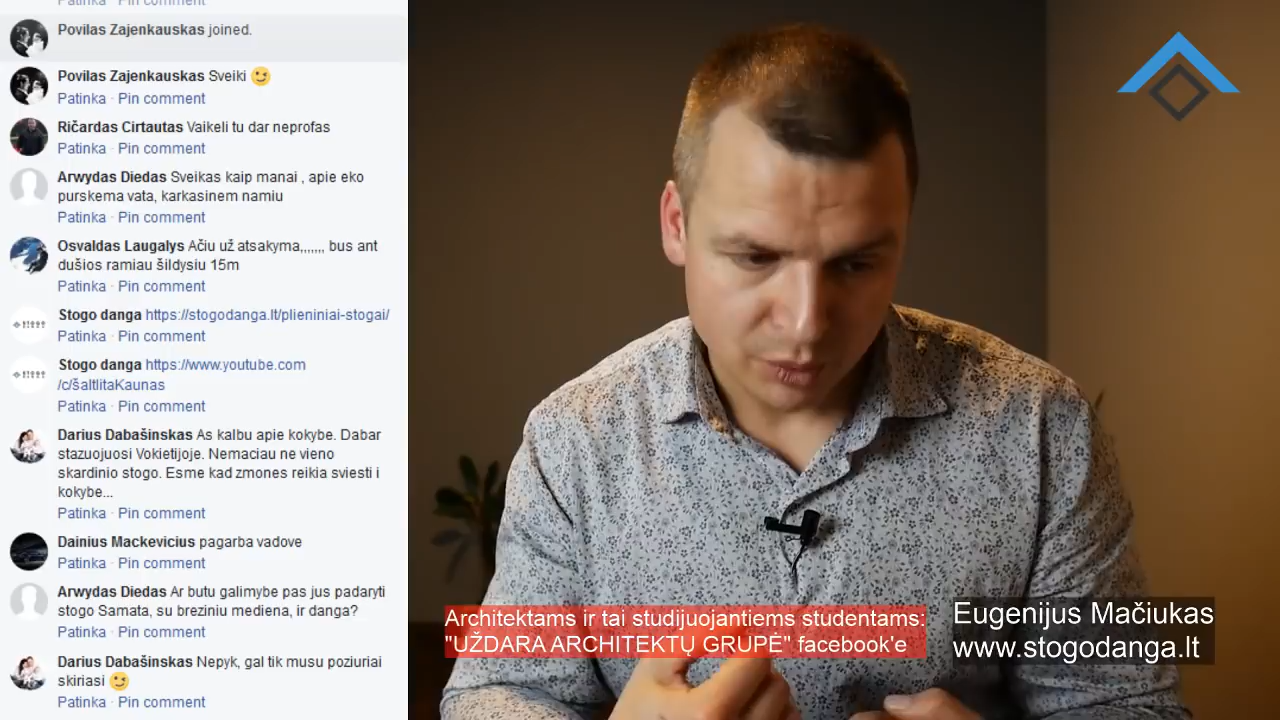 Patinka · Pin comment
Povilas Zajenkauskas joined.
Povilas Zajenkauskas Sveiki
Patinka · Pin comment
Ričardas Cirtautas Vaikeli tu dar neprofas
Patinka · Pin comment
Arwydas Diedas Sveikas kaip manai , apie eko
purskema vata, karkasinem namiu
Patinka · Pin comment
Osvaldas Laugalys Ačiu už atsakyma,,,,,,, bus ant
dušios ramiau šildysiu 15m
Patinka · Pin comment
Stogo danga https://stogodanga.lt/plieniniai-stogai/
Patinka · Pin comment
Stogo danga https://www.youtube.com
/c/šaltlitaKaunas
Patinka · Pin comment
Darius Dabašinskas As kalbu apie kokybe. Dabar
stazuojuosi Vokietijoje. Nemaciau ne vieno
skardinio stogo. Esme kad zmones reikia sviesti i
kokybe...
Patinka · Pin comment
Dainius Mackevicius pagarba vadove
Patinka · Pin comment
Arwydas Diedas Ar butu galimybe pas jus padaryti
stogo Samata, su breziniu mediena, ir danga?
Patinka · Pin comment
Darius Dabašinskas Nepyk, gal tik musu poziuriai
skiriasi
Patinka · Pin comment
Architektams ir tai studijuojantiems studentams:
"UŽDARA ARCHITEKTŲ GRUPĖ" facebook'e
Eugenijus Mačiukas
www.stogodanga.lt